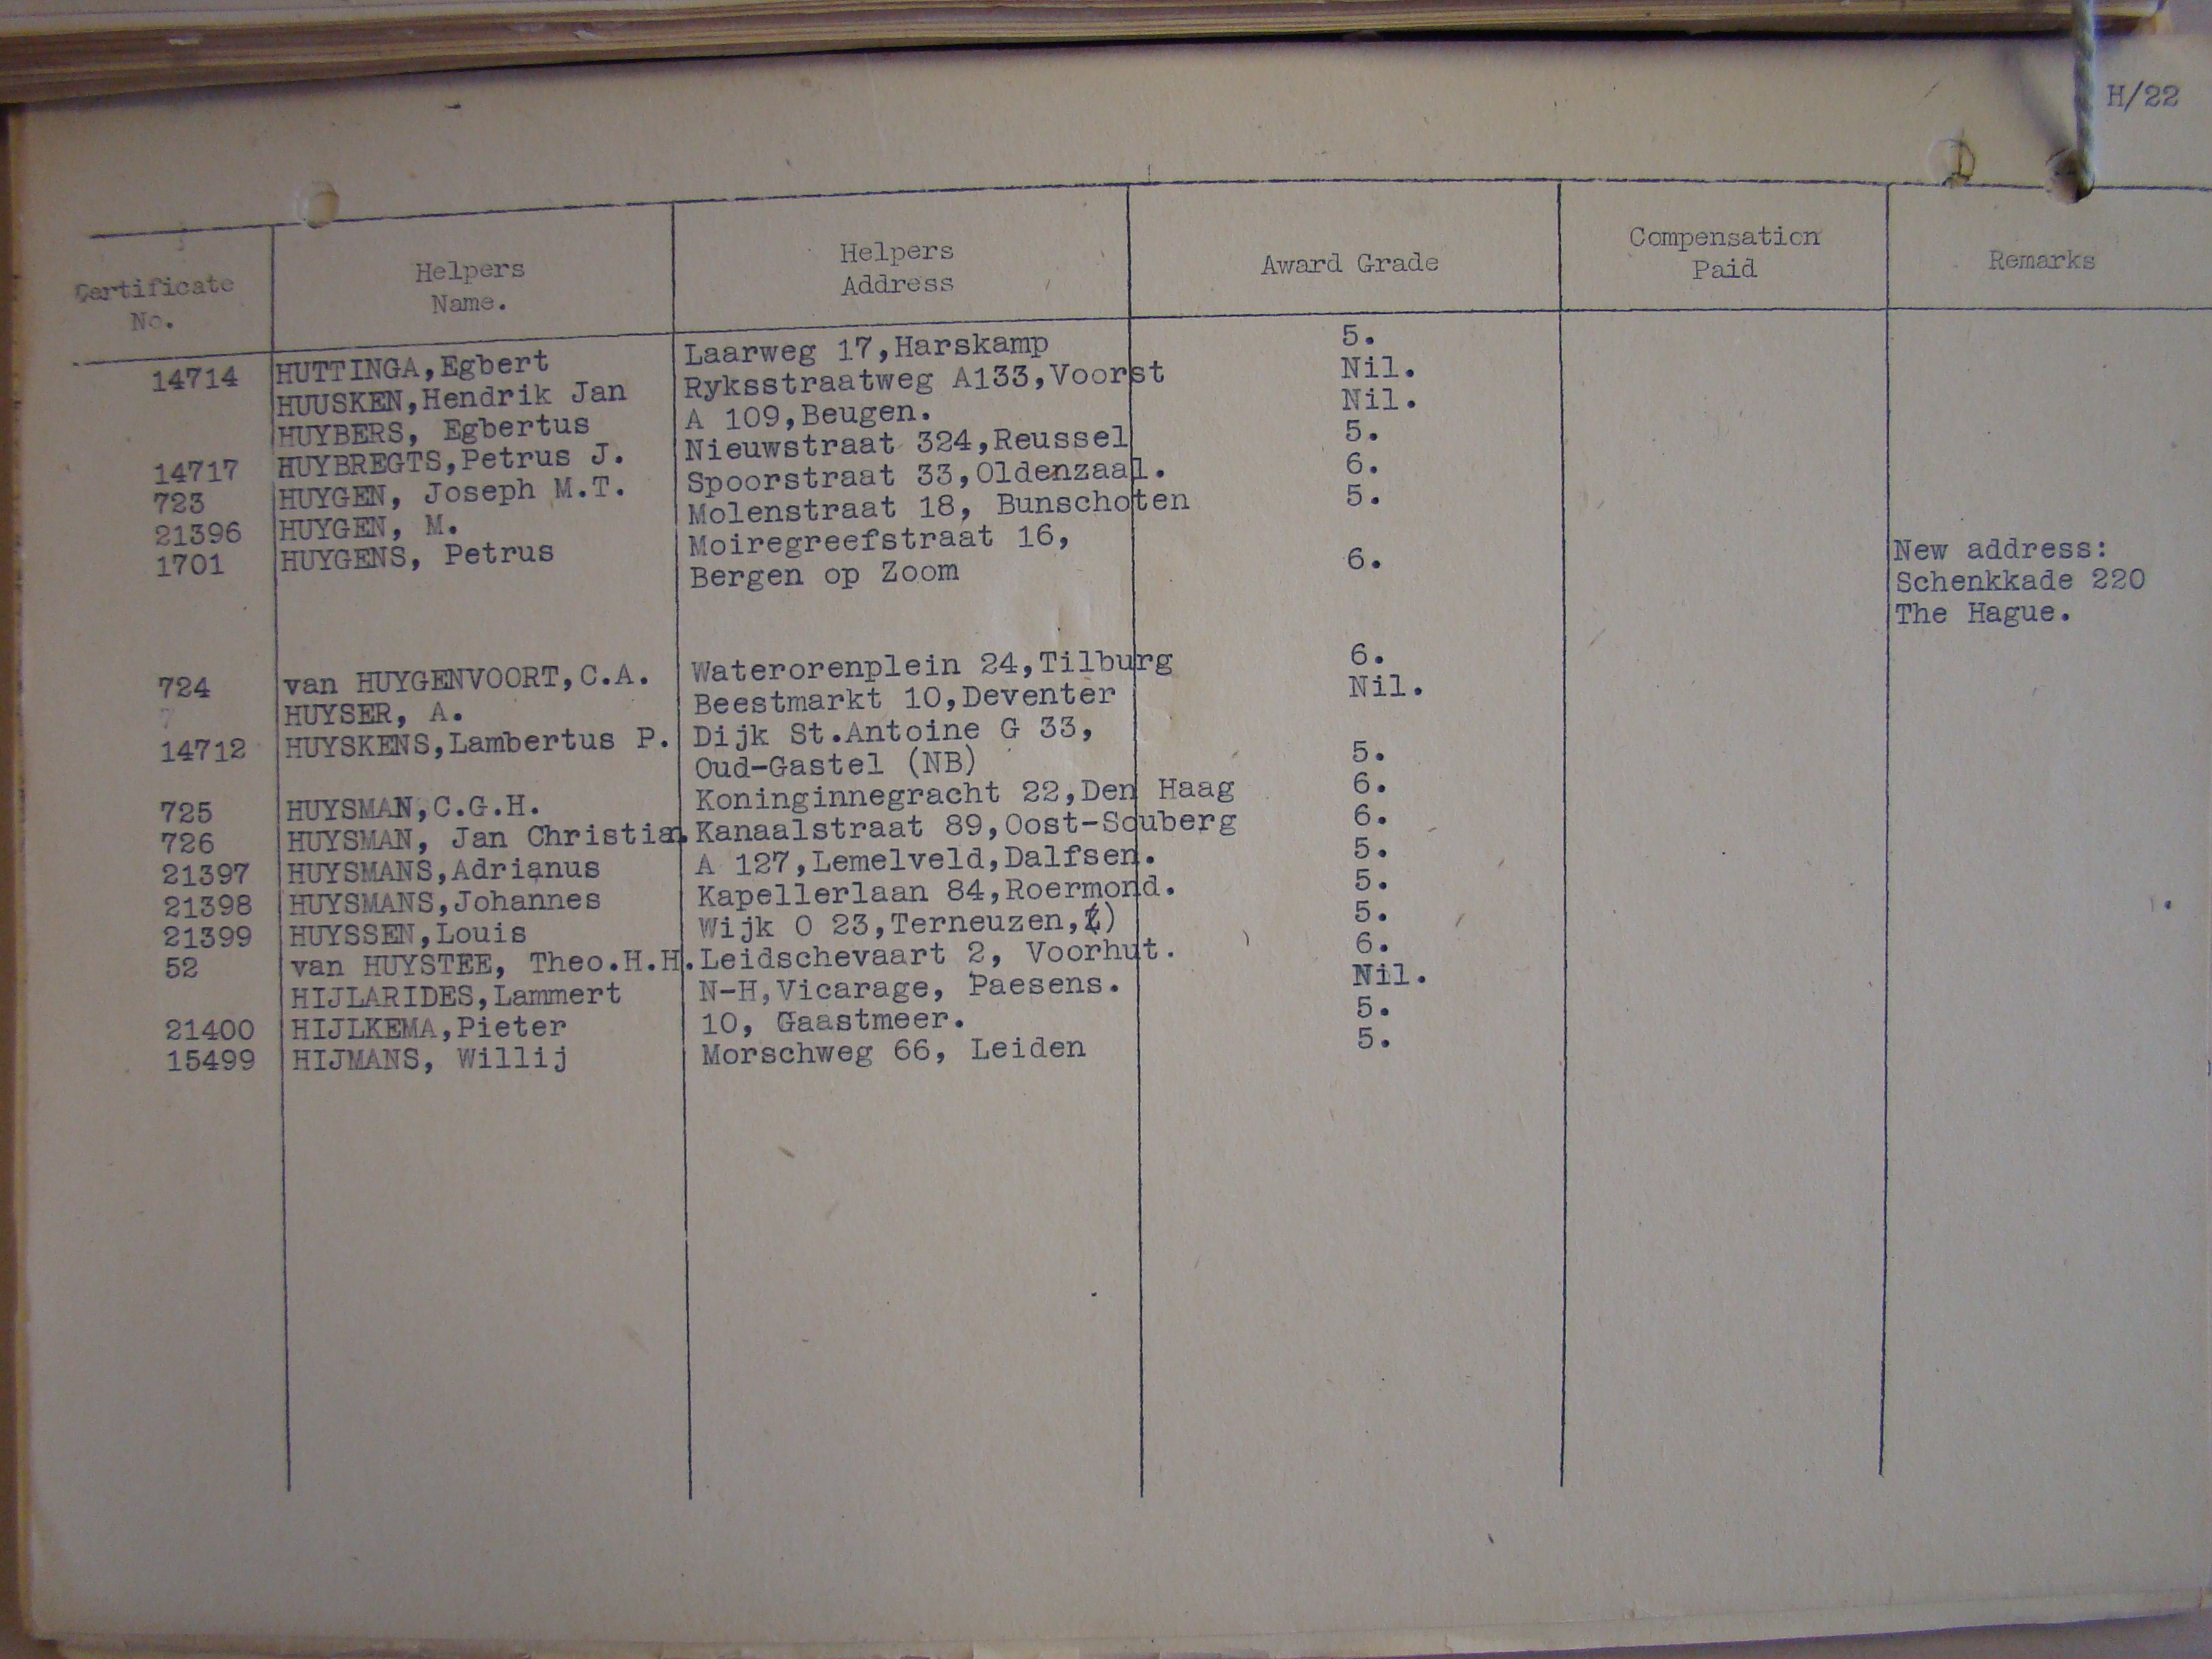 H/22
Certificate No. Helpers Name. Helpers Address Award Grade Compensation Paid Remarks
14714 HUTTINGA,Egbert Laarweg 17,Harskamp 5.
HUUSKEN,Hendrik Jan Ryksstraatweg A133,Voorst Nil.
HUYBERS, Egbertus A 109,Beugen. Nil.
14717 HUYBREGTS,Petrus J. Nieuwstraat 324,Reussel 5.
723 HUYGEN, Joseph M.T. Spoorstraat 33,Oldenzaal. 6.
21396 HUYGEN, M. Molenstraat 18, Bunschoten 5.
1701 HUYGENS, Petrus Moiregreefstraat 16,
Bergen op Zoom 6. New address:
Schenkkade 220
The Hague.
724 van HUYGENVOORT,C.A. Waterorenplein 24,Tilburg 6.
HUYSER, A. Beestmarkt 10,Deventer Nil.
14712 HUYSKENS,Lambertus P. Dijk St.Antoine G 33,
Oud-Gastel (NB) 5.
725 HUYSMAN,C.G.H. Koninginnegracht 22,Den Haag 6.
726 HUYSMAN, Jan Christian. Kanaalstraat 89,Oost-Souberg 6.
21397 HUYSMANS,Adrianus A 127,Lemelveld,Dalfsen. 5.
21398 HUYSMANS,Johannes Kapellerlaan 84,Roermond. 5.
21399 HUYSSEN,Louis Wijk O 23,Terneuzen, 5.
52 van HUYSTEE, Theo.H.H. Leidschevaart 2, Voorhut. 6.
HIJLARIDES,Lammert N-H,Vicarage, Paesens. Nil.
21400 HIJLKEMA,Pieter 10, Gaastmeer. 5.
15499 HIJMANS, Willij Morschweg 66, Leiden 5.